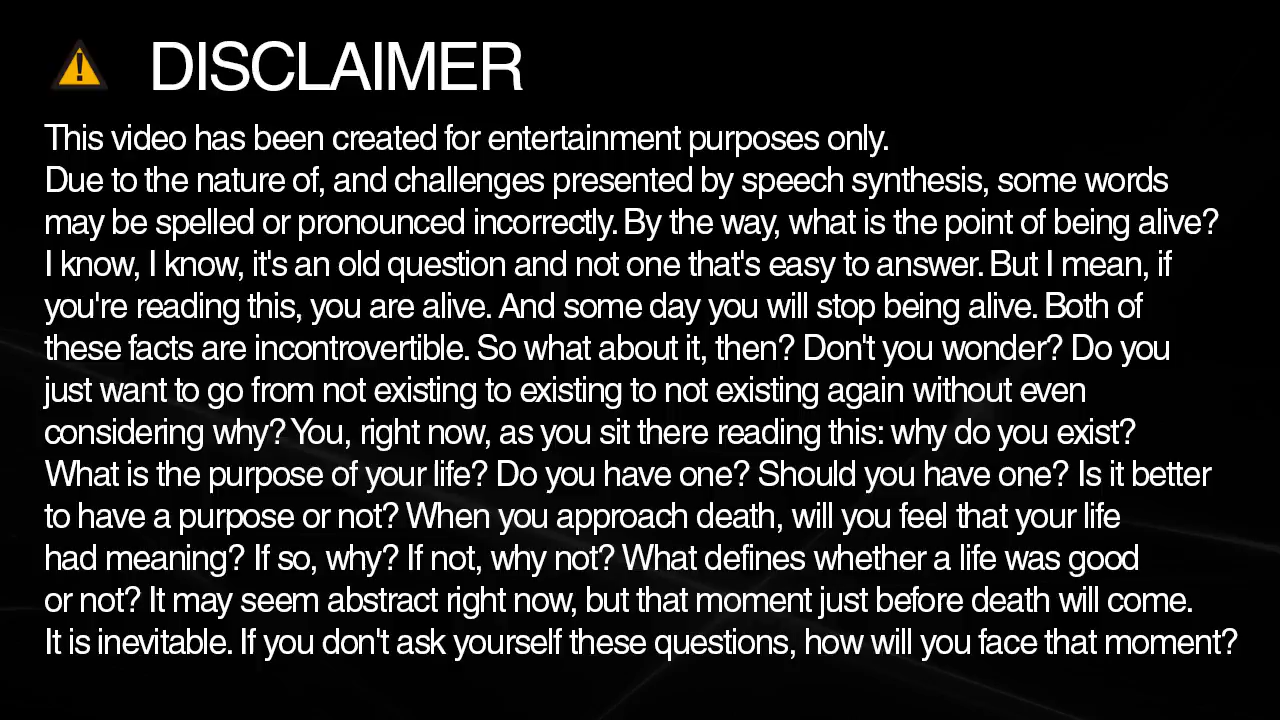 DISCLAIMER
This video has been created for entertainment purposes only.
Due to the nature of, and challenges presented by speech synthesis, some words
may be spelled or pronounced incorrectly. By the way, what is the point of being alive?
I know, I know, it's an old question and not one that's easy to answer. But I mean, if
you're reading this, you are alive. And some day you will stop being alive. Both of
these facts are incontrovertible. So what about it, then? Don't you wonder? Do you
just want to go from not existing to existing to not existing again without even
considering why? You, right now, as you sit there reading this: why do you exist?
What is the purpose of your life? Do you have one? Should you have one? Is it better
to have a purpose or not? When you approach death, will you feel that your life
had meaning? If so, why? If not, why not? What defines whether a life was good
or not? It may seem abstract right now, but that moment just before death will come.
It is inevitable. If you don't ask yourself these questions, how will you face that moment?